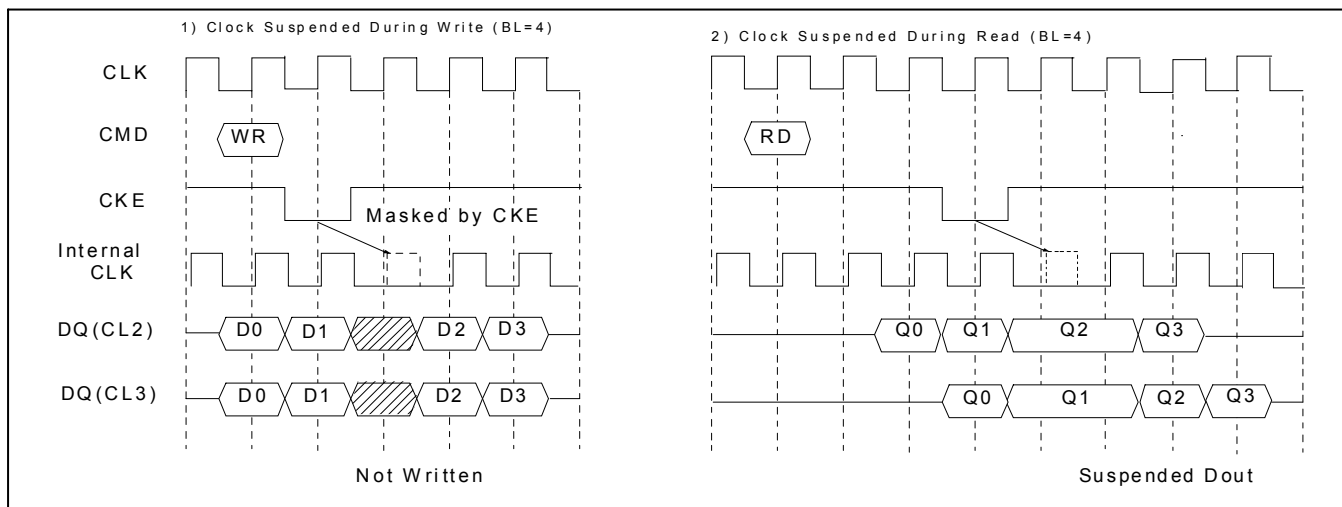 1) Clock Suspended During Write (BL=4)
CLK
CMD
WR
CKE
Masked by CKE
Internal
CLK
DQ(CL2)
D0 D1 D2 D3
DQ(CL3)
D0 D1 D2 D3
Not Written
2) Clock Suspended During Read (BL=4)
RD
Q0 Q1 Q2 Q3
Q0 Q1 Q2 Q3
Suspended Dout